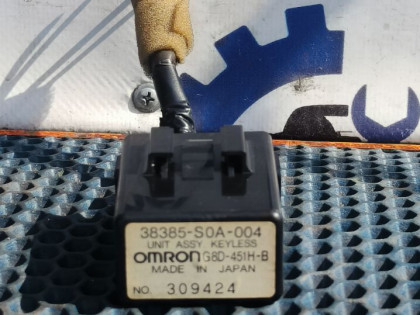 38385-S0A-004
UNIT ASSY KEYLESS
OMRON G8D-451H-B
MADE IN JAPAN
NO. 309424